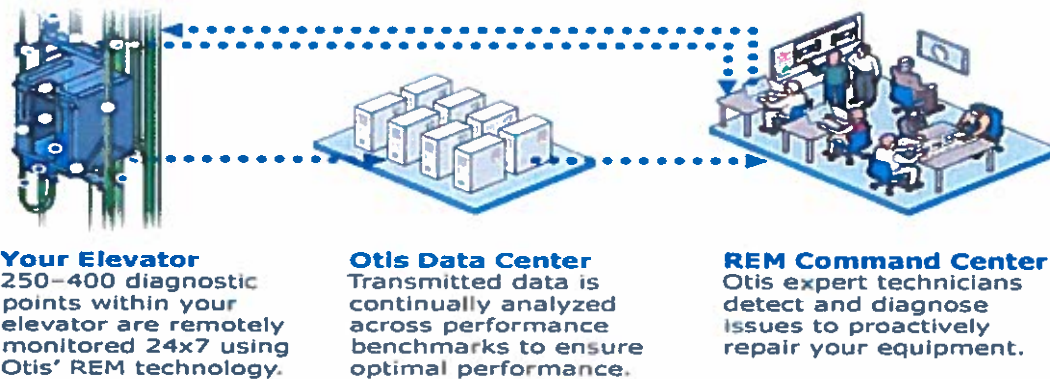 Your Elevator
250–400 diagnostic
points within your
elevator are remotely
monitored 24x7 using
Otis' REM technology.
Otis Data Center
Transmitted data is
continually analyzed
across performance
benchmarks to ensure
optimal performance.
REM Command Center
Otis expert technicians
detect and diagnose
issues to proactively
repair your equipment.